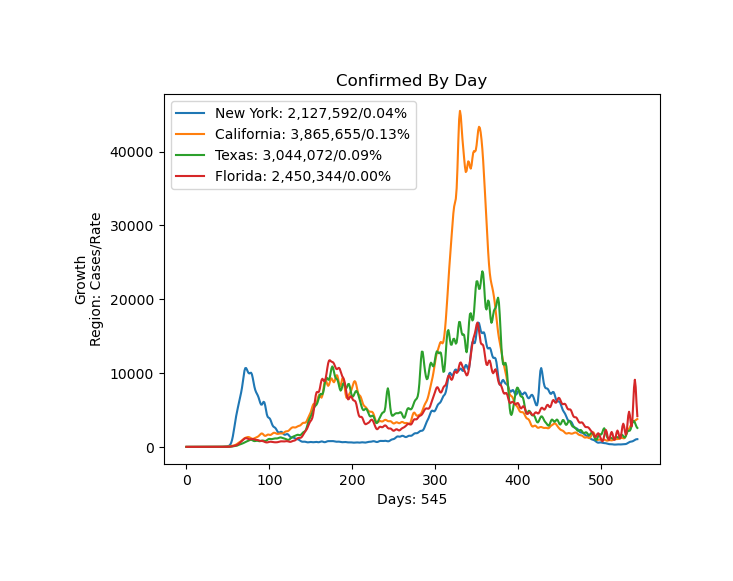 Confirmed By Day
New York: 2,127,592/0.04%
California: 3,865,655/0.13%
Texas: 3,044,072/0.09%
Florida: 2,450,344/0.00%
Growth
Region: Cases/Rate
40000
30000
20000
10000
0
0 100 200 300 400 500
Days: 545